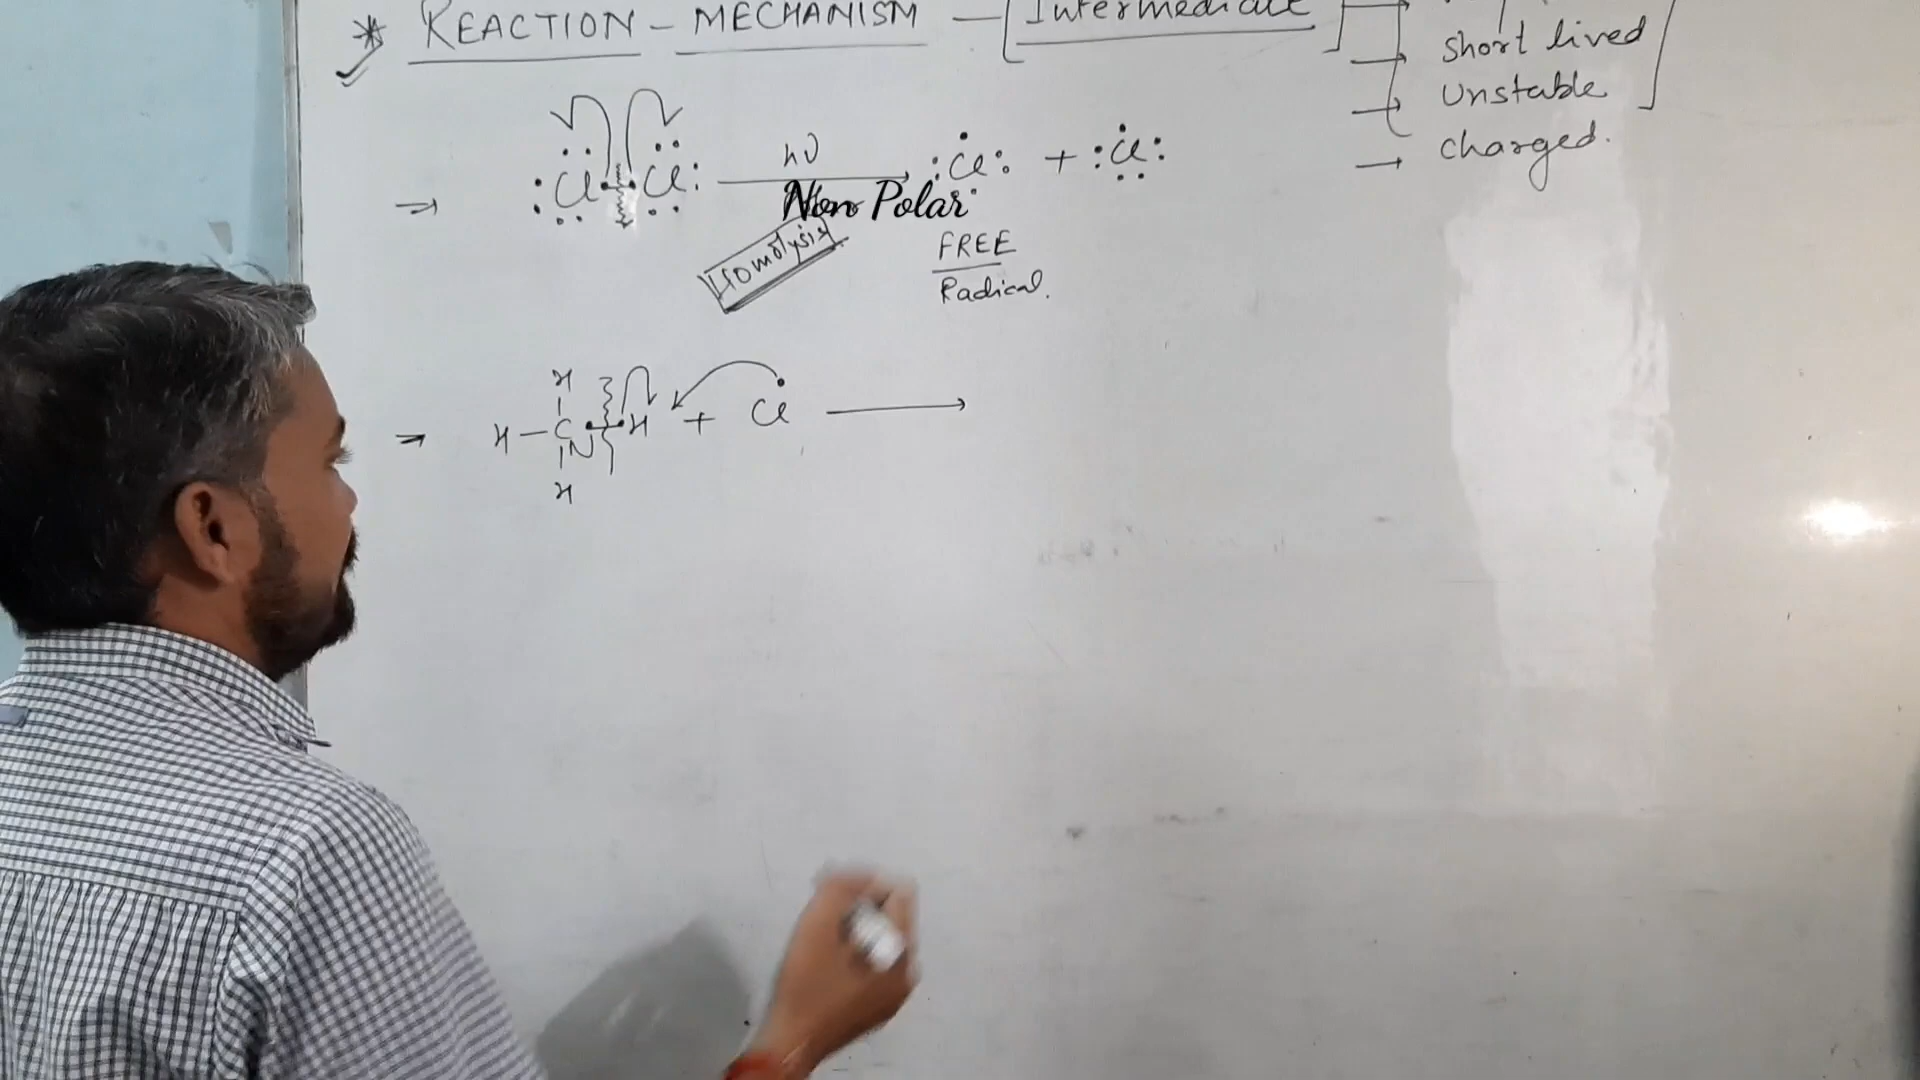 * REACTION - MECHANISM — [Intermediate]
→ short lived
→ Unstable
→ charged.
→ :Cl•—•Cl: hν → :Cl: + :Cl:
Non Polar
Homolysis
FREE
Radical.
H
→ H — C •—• H + Cl →
H